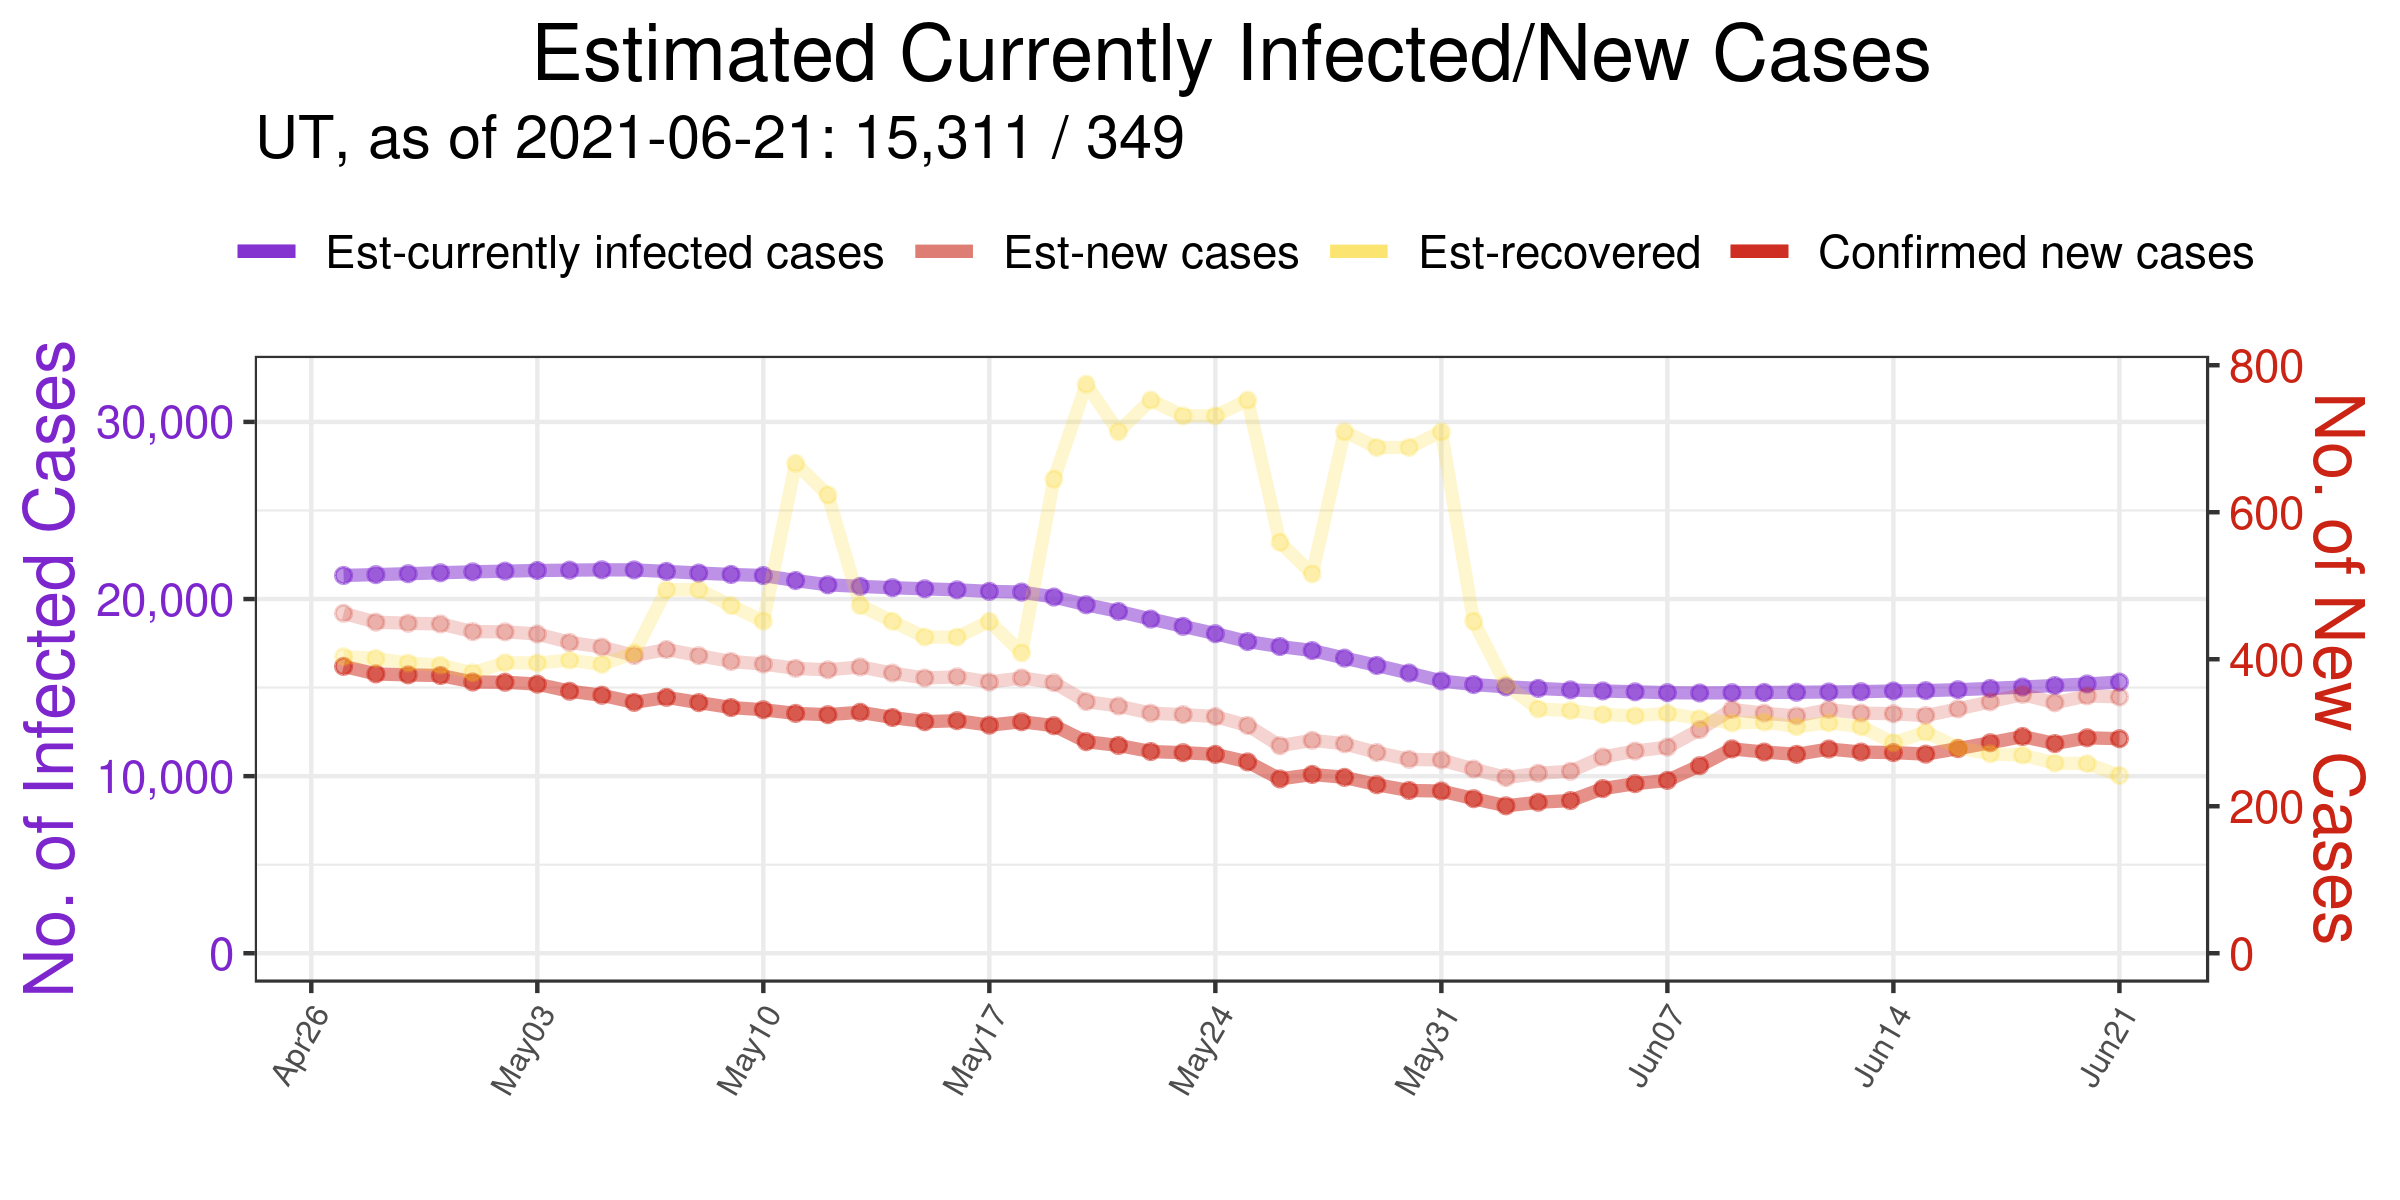 Estimated Currently Infected/New Cases
UT, as of 2021-06-21: 15,311 / 349
Est-currently infected cases Est-new cases Est-recovered Confirmed new cases
No. of Infected Cases
30,000
20,000
10,000
0
800
600
400
200
0
No. of New Cases
Apr26 May03 May10 May17 May24 May31 Jun07 Jun14 Jun21